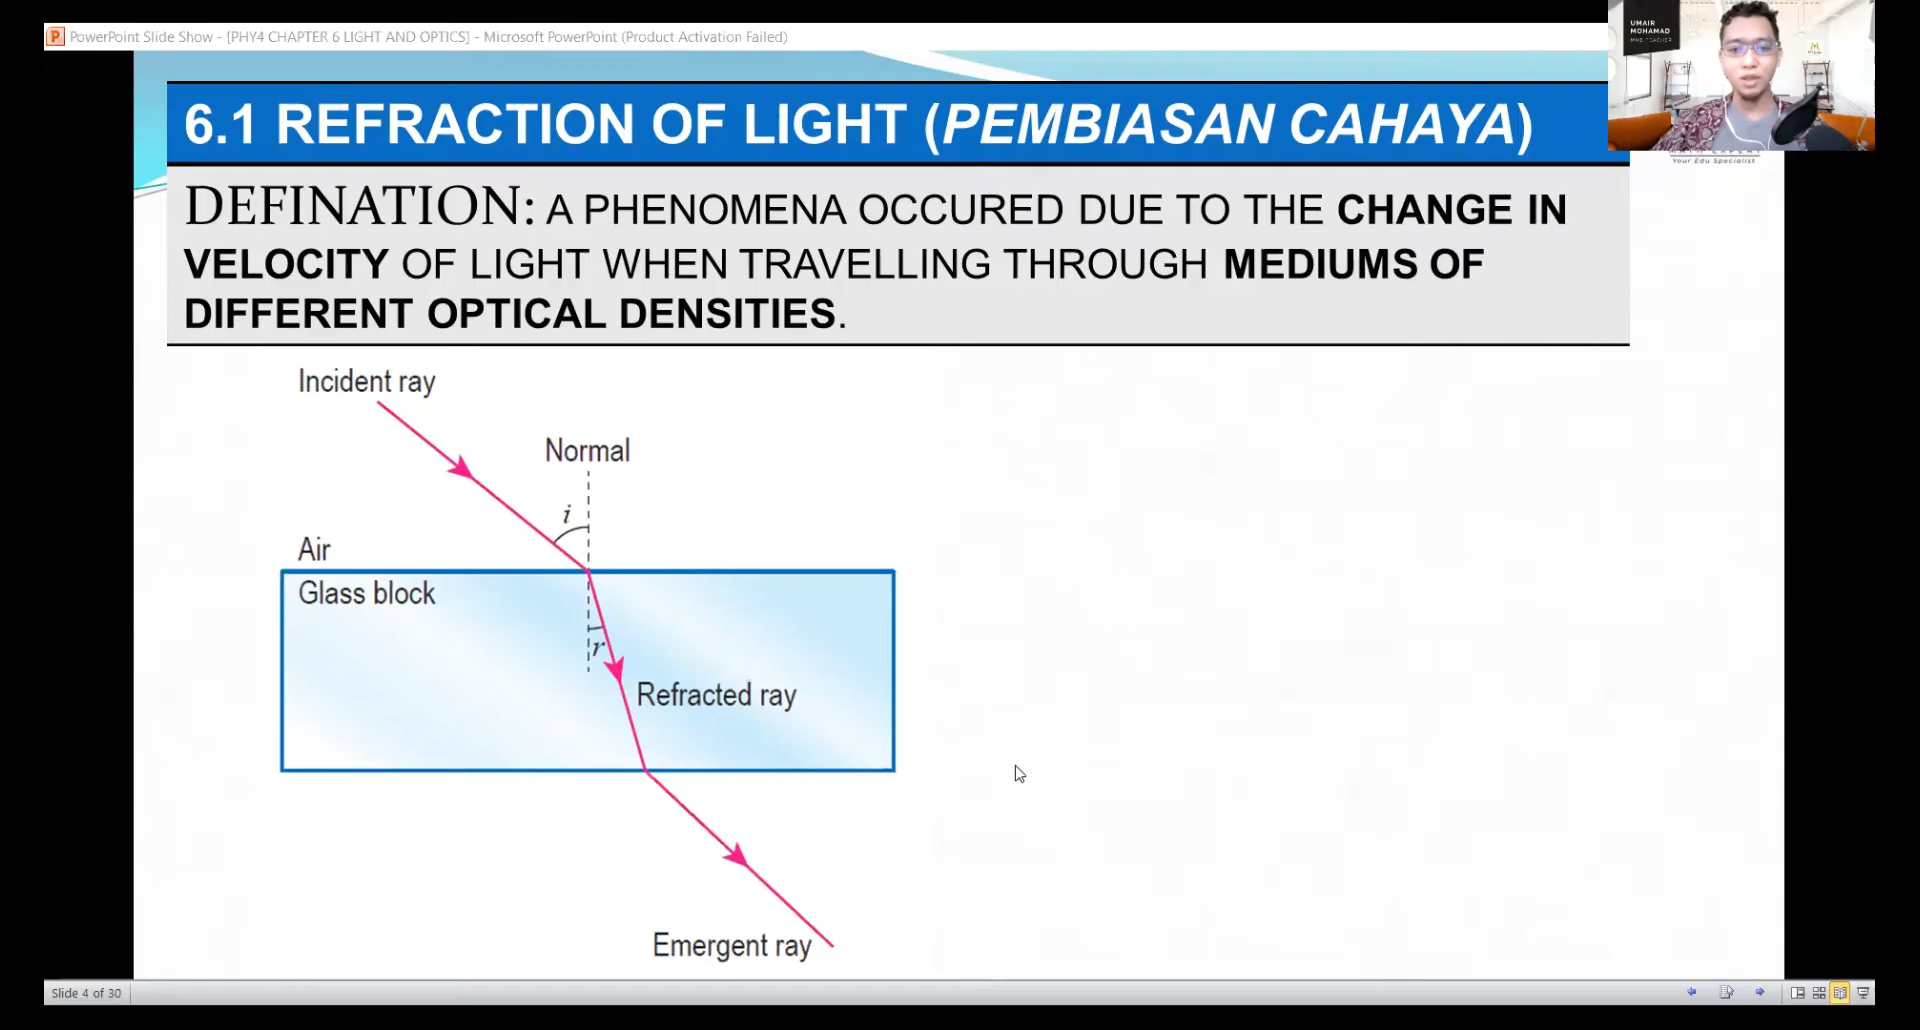 PowerPoint Slide Show - [PHY4 CHAPTER 6 LIGHT AND OPTICS] - Microsoft PowerPoint (Product Activation Failed)
UMAIR
MOHAMAD
6.1 REFRACTION OF LIGHT (PEMBIASAN CAHAYA)
Your Edu Specialist
DEFINATION: A PHENOMENA OCCURED DUE TO THE CHANGE IN
VELOCITY OF LIGHT WHEN TRAVELLING THROUGH MEDIUMS OF
DIFFERENT OPTICAL DENSITIES.
Incident ray
Normal
i
Air
Glass block
r
Refracted ray
Emergent ray
Slide 4 of 30